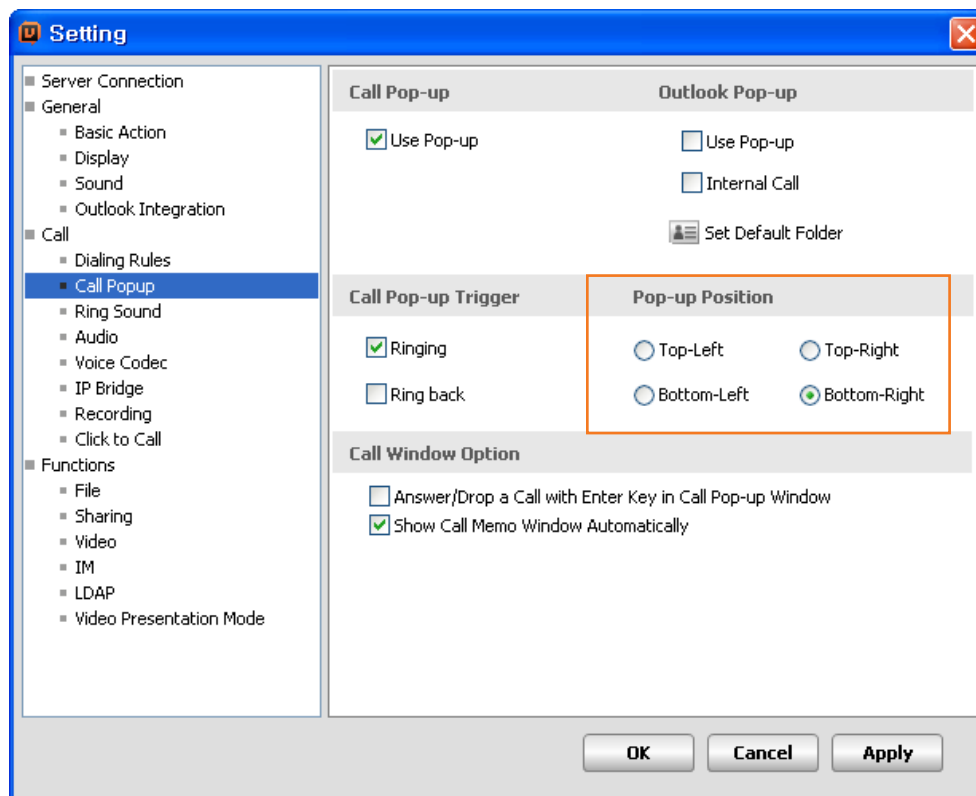 Setting
Server Connection
General
Basic Action
Display
Sound
Outlook Integration
Call
Dialing Rules
Call Popup
Ring Sound
Audio
Voice Codec
IP Bridge
Recording
Click to Call
Functions
File
Sharing
Video
IM
LDAP
Video Presentation Mode
Call Pop-up
Outlook Pop-up
Use Pop-up
Use Pop-up
Internal Call
Set Default Folder
Call Pop-up Trigger
Pop-up Position
Ringing
Top-Left
Top-Right
Ring back
Bottom-Left
Bottom-Right
Call Window Option
Answer/Drop a Call with Enter Key in Call Pop-up Window
Show Call Memo Window Automatically
OK
Cancel
Apply